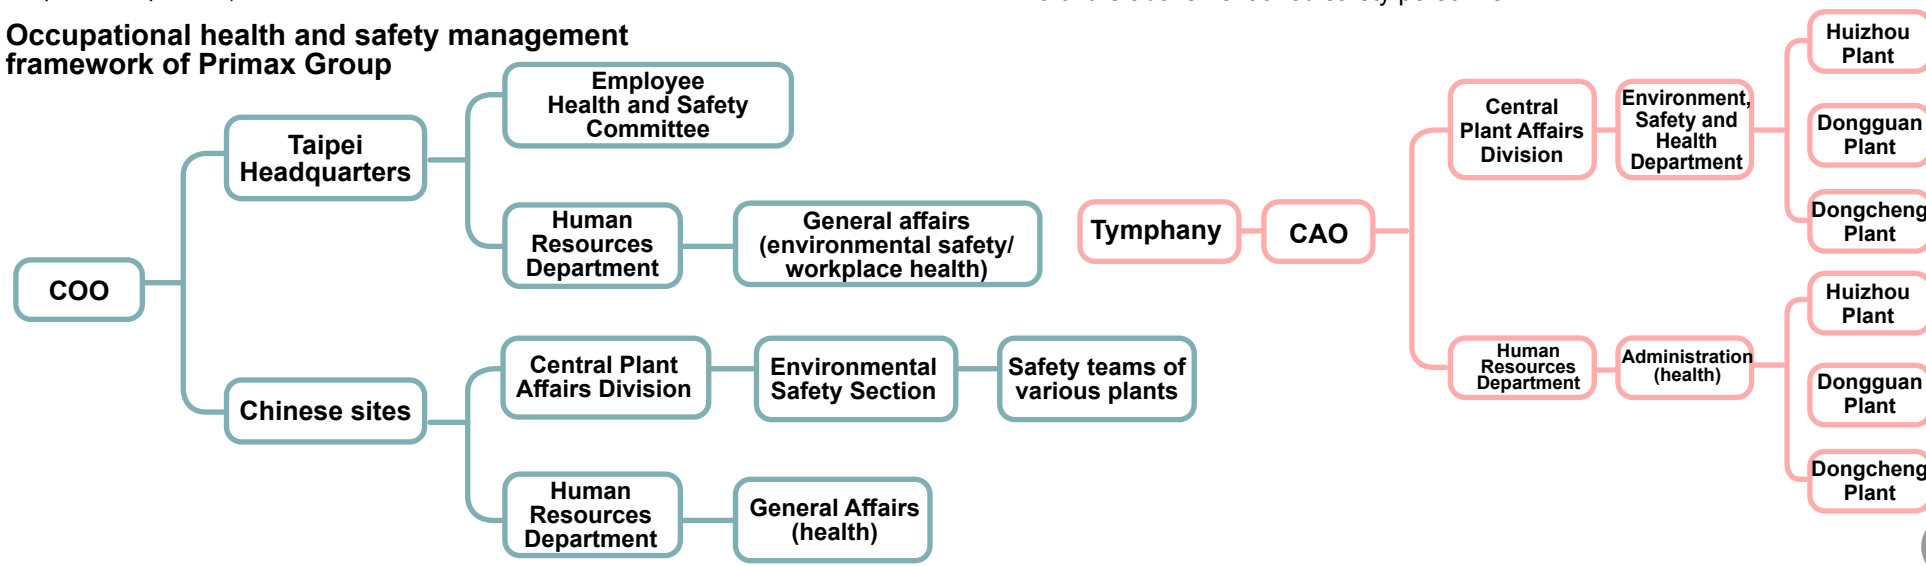 Occupational health and safety management
framework of Primax Group
COO
Taipei
Headquarters
Employee
Health and Safety
Committee
Human
Resources
Department
General affairs
(environmental safety/
workplace health)
Chinese sites
Central Plant
Affairs Division
Environmental
Safety Section
Safety teams of
various plants
Human
Resources
Department
General Affairs
(health)
Tymphany
CAO
Central
Plant Affairs
Division
Environment,
Safety and
Health
Department
Huizhou
Plant
Dongguan
Plant
Dongcheng
Plant
Human
Resources
Department
Administration
(health)
Huizhou
Plant
Dongguan
Plant
Dongcheng
Plant